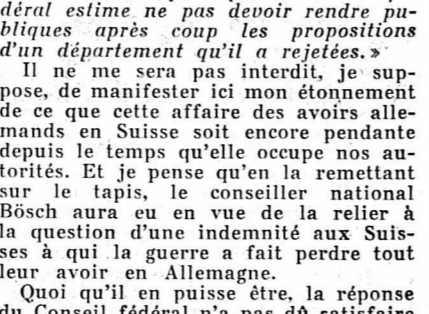 déral estime ne pas devoir rendre pu-
bliques après coup les propositions
d'un département qu'il a rejetées.»
Il ne me sera pas interdit, je sup-
pose, de manifester ici mon étonnement
de ce que cette affaire des avoirs alle-
mands en Suisse soit encore pendante
depuis le temps qu'elle occupe nos au-
torités. Et je pense qu'en la remettant
sur le tapis, le conseiller national
Bösch aura eu en vue de la relier à
la question d'une indemnité aux Suis-
ses à qui la guerre a fait perdre tout
leur avoir en Allemagne.
Quoi qu'il en puisse être, la réponse
du Conseil fédéral n'a pas dû satisfaire